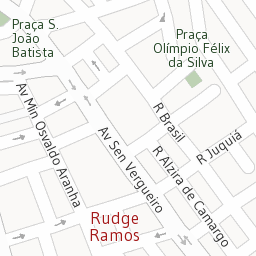 Praça S.
João
Batista
Praça
Olímpio Félix
da Silva
Av Min Osvaldo Aranha
Av Sen Vergueiro
R Brasil
R Alzira de Camargo
R Juquiá
Rudge
Ramos